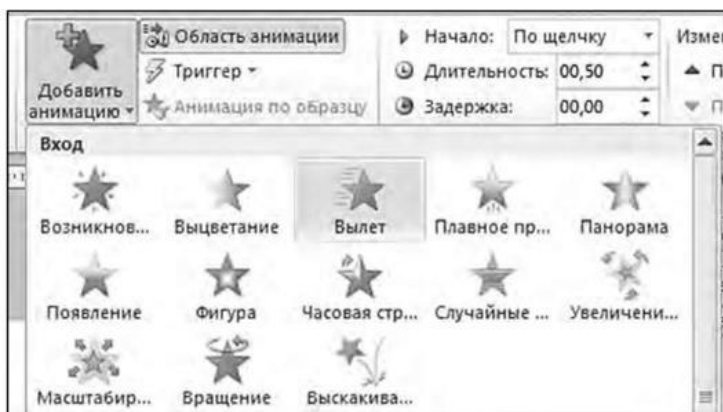 Область анимации
Начало: По щелчку
Измен
Добавить анимацию
Триггер
Длительность: 00,50
П
Анимация по образцу
Задержка: 00,00
П
Вход
Возникнов... Выцветание Вылет Плавное пр... Панорама
Появление Фигура Часовая стр... Случайные ... Увеличени...
Масштабир... Вращение Выскакива...